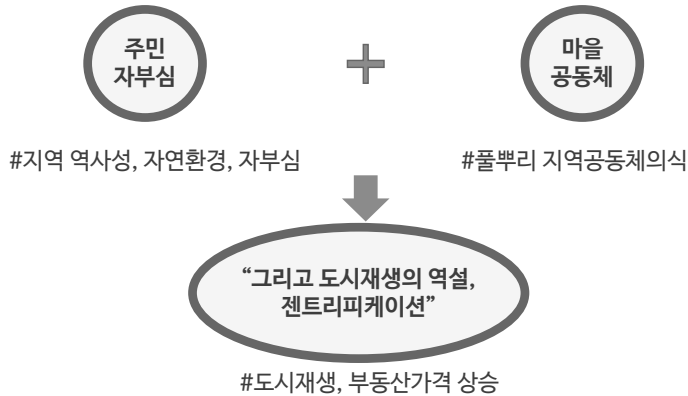 주민
자부심
마을
공동체
#지역 역사성, 자연환경, 자부심
#풀뿌리 지역공동체의식
“그리고 도시재생의 역설,
젠트리피케이션”
#도시재생, 부동산가격 상승